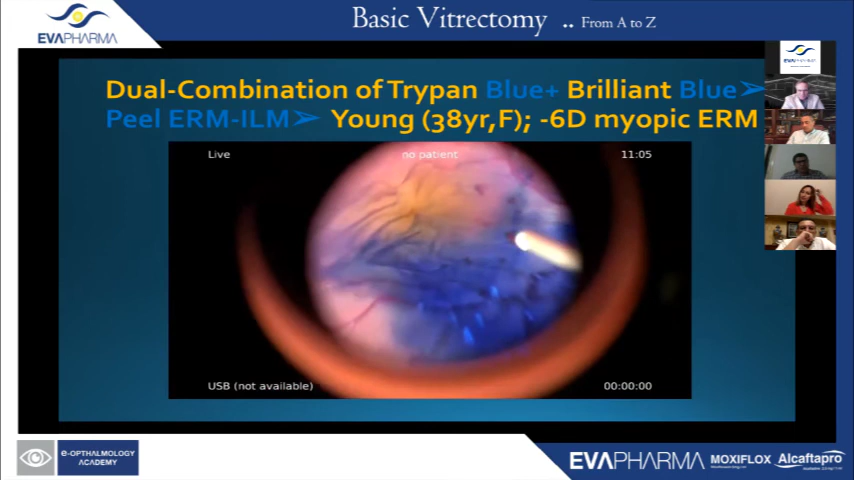 Basic Vitrectomy .. From A to Z
EVAPHARMA
Dual-Combination of Trypan Blue+ Brilliant Blue➢
Peel ERM-ILM➢ Young (38yr,F); -6D myopic ERM
Live
no patient
11:05
USB (not available)
00:00:00
e-OPTHALMOLOGY
ACADEMY
EVAPHARMA
MOXIFLOX
Alcaftapro